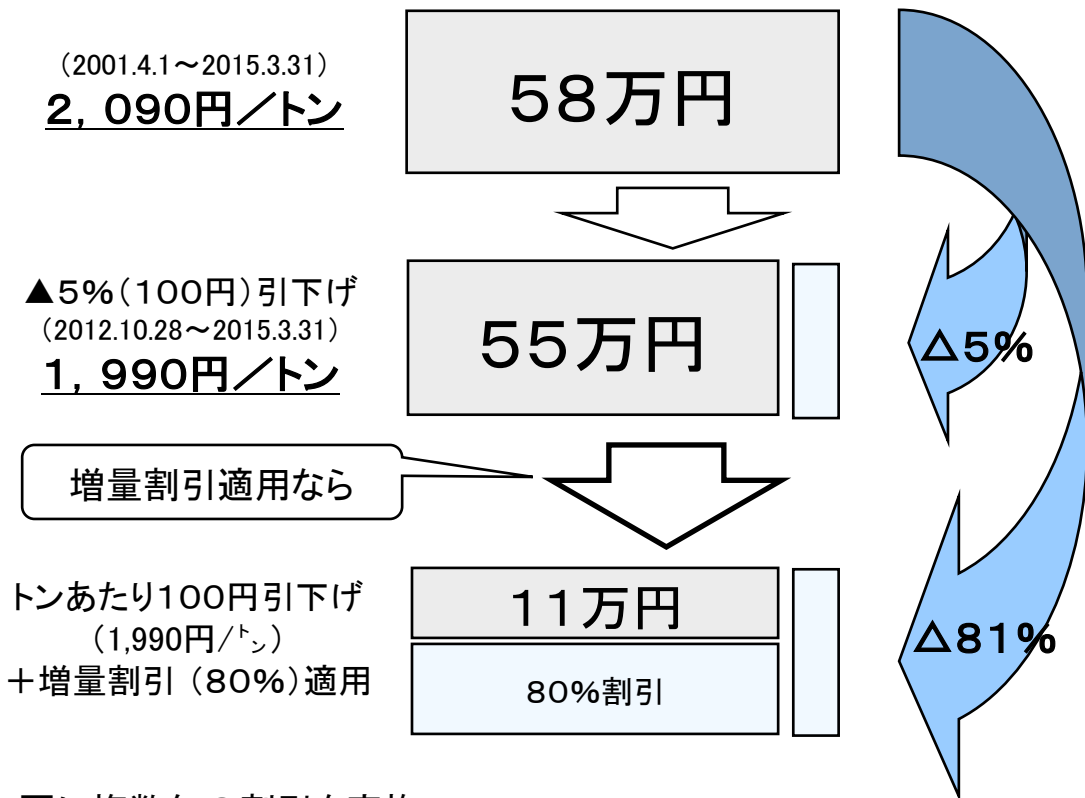 （2001.4.1～2015.3.31）
２，０９０円／トン
５８万円
▲５％（１００円）引下げ
（2012.10.28～2015.3.31）
１，９９０円／トン
５５万円
△５％
増量割引適用なら
トンあたり１００円引下げ
（1,990円/㌧）
＋増量割引（８０％）適用
１１万円
８０％割引
△８１％